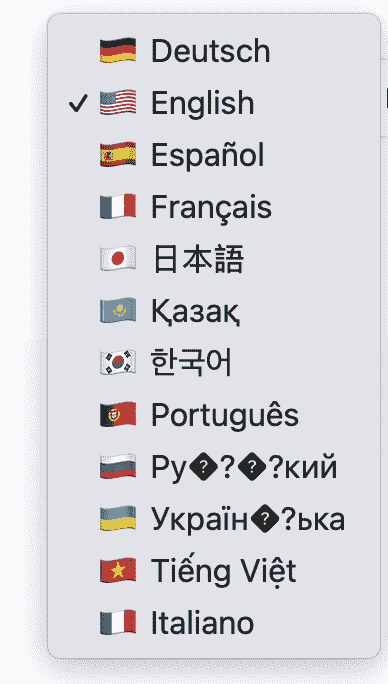 Deutsch
English
Español
Français
日本語
Қазақ
한국어
Português
Ру�?�?кий
Україн�?ька
Tiếng Việt
Italiano